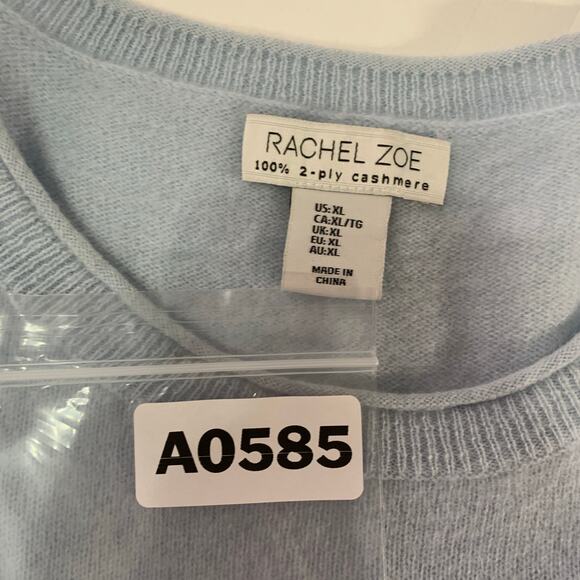 RACHEL ZOE
100% 2-ply cashmere
US:XL
CA:XL/TG
UK:XL
EU: XL
AU:XL
MADE IN
CHINA
A0585